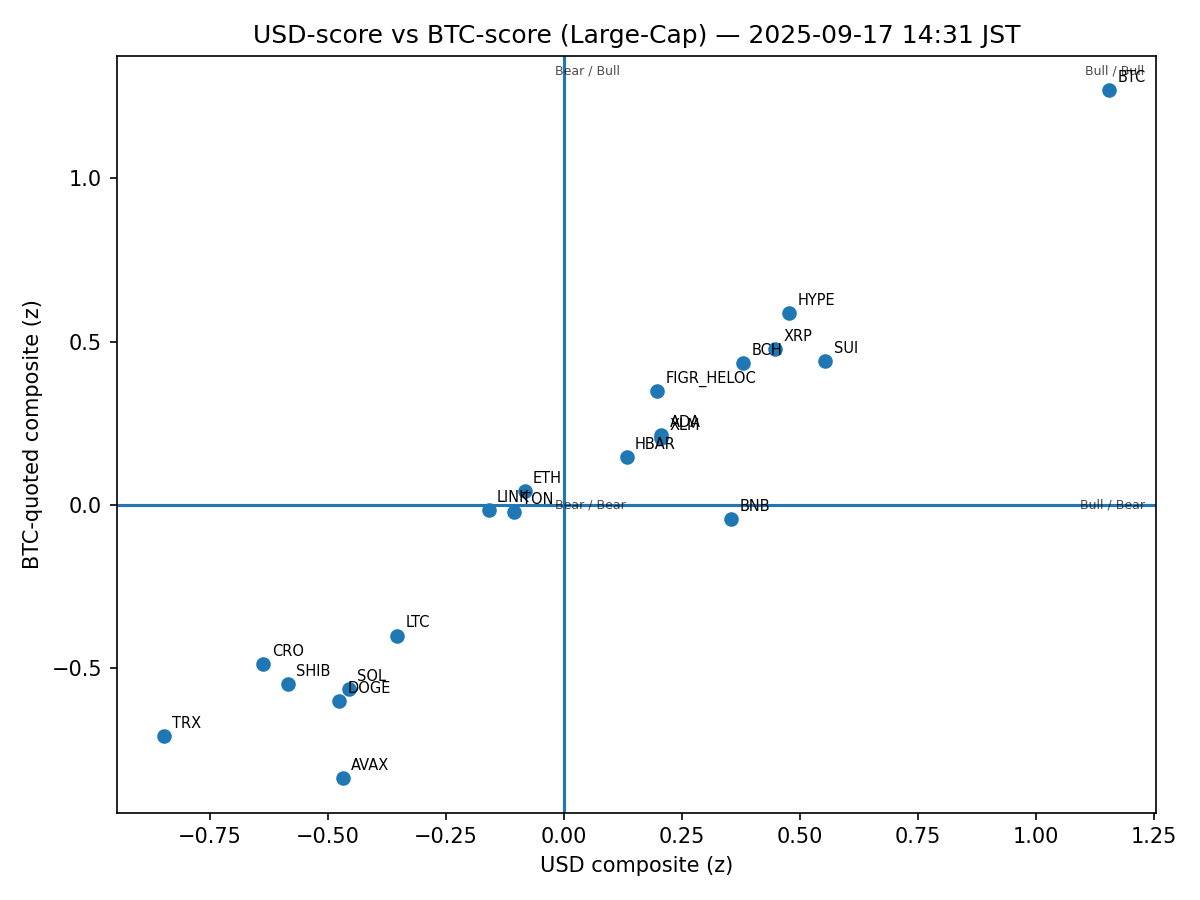 USD-score vs BTC-score (Large-Cap) — 2025-09-17 14:31 JST
Bear / Bull
Bull / Bull
BTC
1.0
HYPE
XRP
0.5
BCH
SUI
FIGR_HELOC
ADA
XLM
HBAR
ETH
LINK
TON
0.0
Bear / Bear
BNB
Bull / Bear
LTC
CRO
−0.5
SHIB
SOL
DOGE
TRX
AVAX
−0.75
−0.50
−0.25
0.00
0.25
0.50
0.75
1.00
1.25
USD composite (z)
BTC-quoted composite (z)